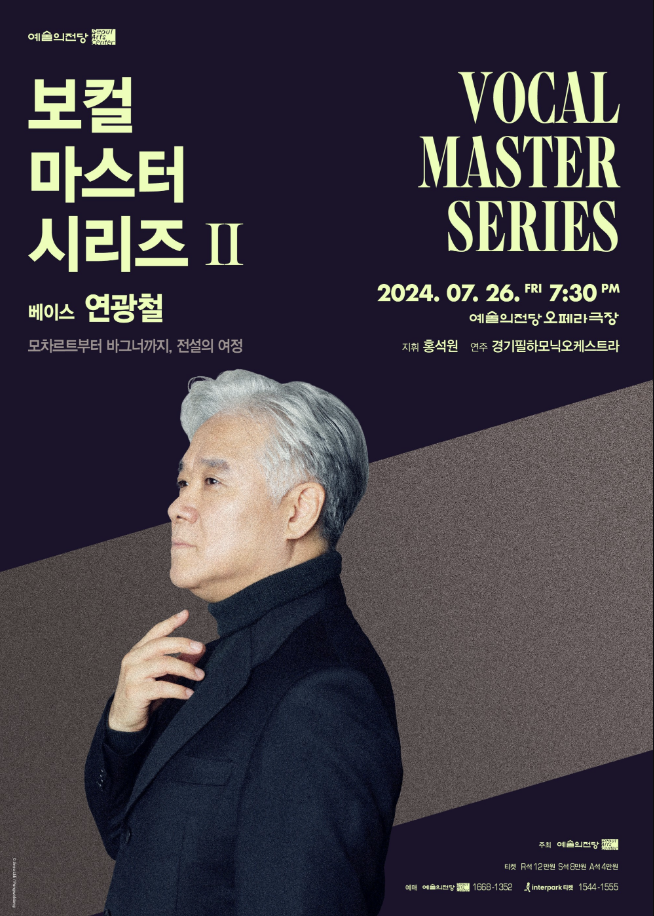 예술의전당 Seoul Arts Center
보컬
마스터
시리즈 II
베이스 연광철
모차르트부터 바그너까지, 전설의 여정
VOCAL
MASTER
SERIES
2024. 07. 26. FRI 7:30 PM
예술의전당 오페라극장
지휘 홍석원 연주 경기필하모닉오케스트라
주최 예술의전당
티켓 R석 12만원 S석 8만원 A석 4만원
예매 예술의전당 1668-1352 interpark 티켓 1544-1555